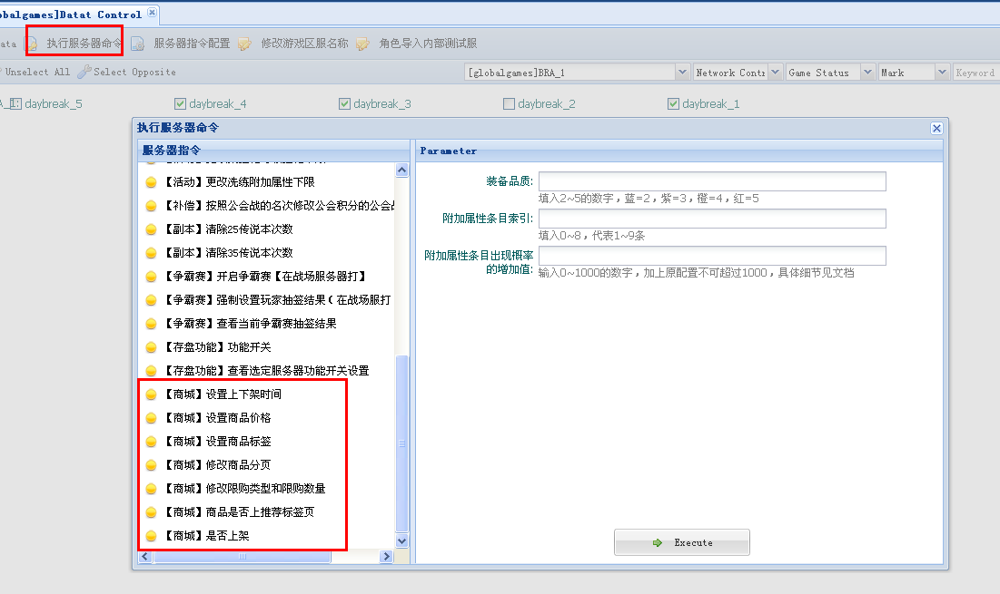 obalgames]Datat Control
ata 执行服务器命令 服务器指令配置 修改游戏区服名称 角色导入内部测试服
Unselect All Select Opposite [globalgames]BRA_1 Network Contr Game Status Mark Keyword
daybreak_5 daybreak_4 daybreak_3 daybreak_2 daybreak_1
执行服务器命令
服务器指令
【活动】更改洗练附加属性下限
【补偿】按照公会战的名次修改公会积分的公会
【副本】清除25传说本次数
【副本】清除35传说本次数
【争霸赛】开启争霸赛【在战场服务器打】
【争霸赛】强制设置玩家抽签结果(在战场服打
【争霸赛】查看当前争霸赛抽签结果
【存盘功能】功能开关
【存盘功能】查看选定服务器功能开关设置
【商城】设置上下架时间
【商城】设置商品价格
【商城】设置商品标签
【商城】修改商品分页
【商城】修改限购类型和限购数量
【商城】商品是否上推荐标签页
【商城】是否上架
Parameter
装备品质:
填入2~5的数字，蓝=2，紫=3，橙=4，红=5
附加属性条目索引:
填入0~8，代表1~9条
附加属性条目出现概率
的增加值:
输入0~1000的数字，加上原配置不可超过1000，具体细节见文档
Execute